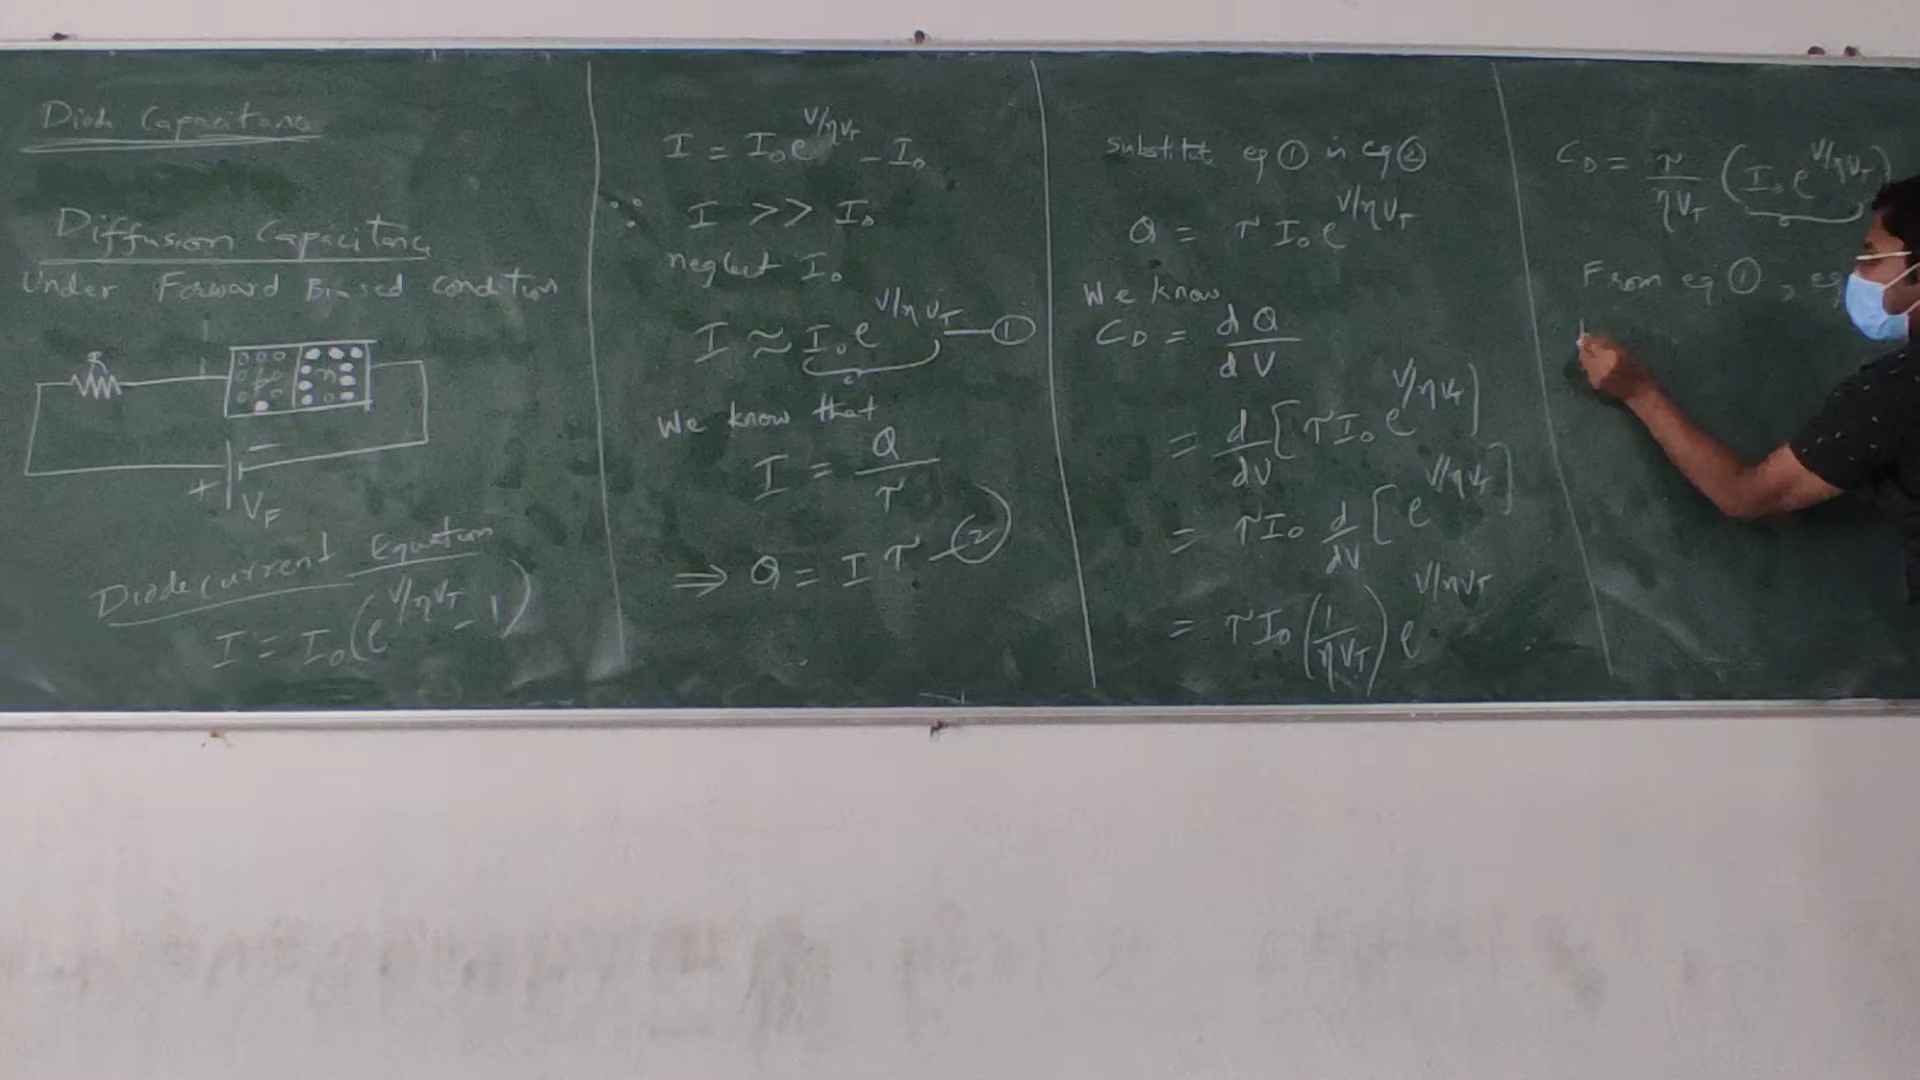 Diode Capacitance
Diffusion Capacitance
Under Forward Biased condition
R
p n
+ −
V_F
Diode current Equation
I = I₀(e^{V/ηV_T} − 1)
I = I₀e^{V/ηV_T} − I₀
∵ I >> I₀
neglect I₀
I ≈ I₀e^{V/ηV_T} — ①
We know that
I = Q/τ
⇒ Q = Iτ — ②
substitute eq ① in eq ②
Q = τI₀e^{V/ηV_T}
We know
C_D = dQ/dV
= d/dV [τI₀e^{V/ηV_T}]
= τI₀ d/dV [e^{V/ηV_T}]
= τI₀ (1/ηV_T) e^{V/ηV_T}
C_D = τ/ηV_T (I₀e^{V/ηV_T})
From eq ①, eq